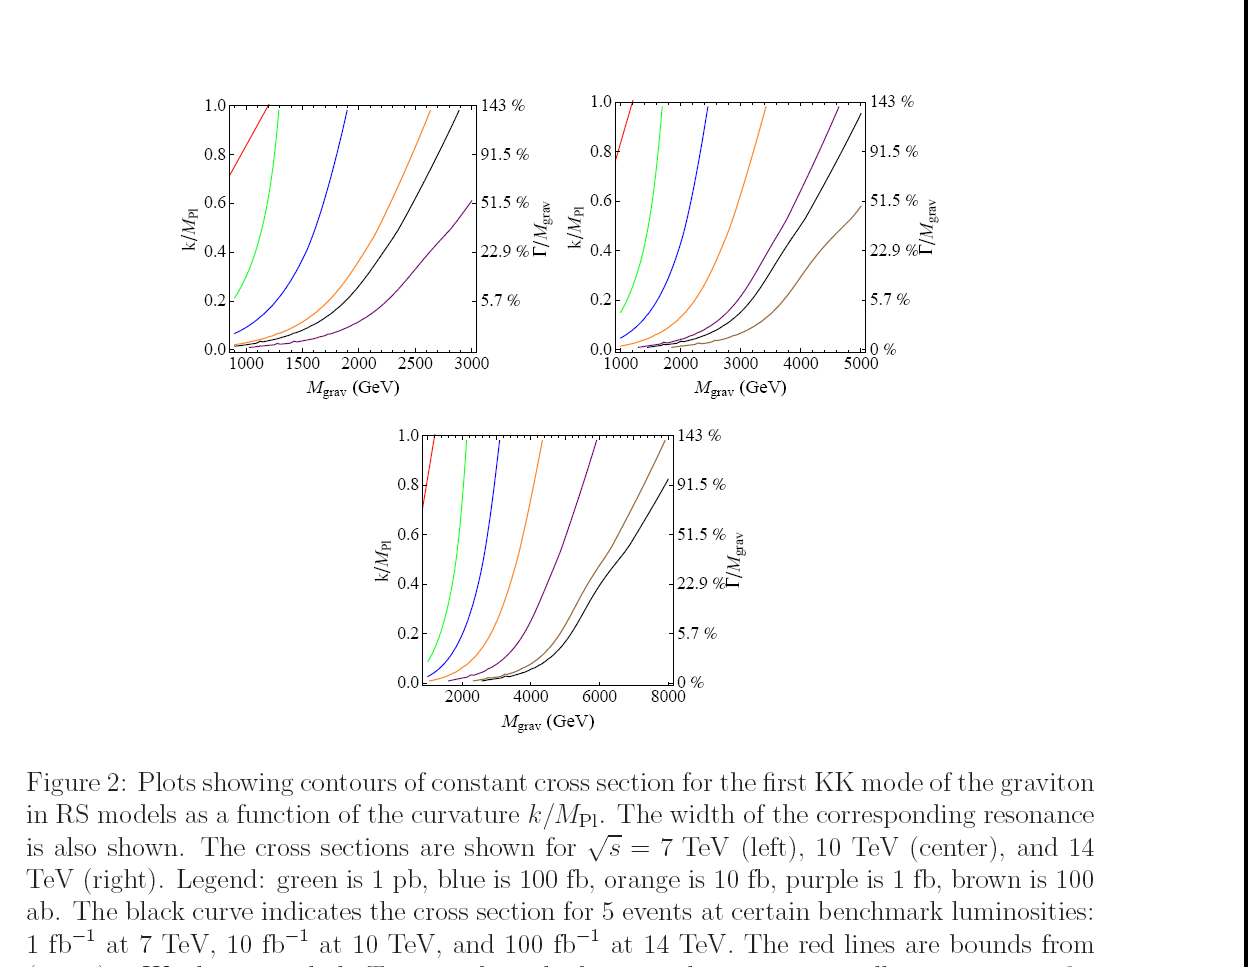 1.0
0.8
0.6
0.4
0.2
0.0
k/M_Pl
143 %
91.5 %
51.5 %
22.9 %
5.7 %
Γ/M_grav
1000 1500 2000 2500 3000
M_grav (GeV)
1.0
0.8
0.6
0.4
0.2
0.0
k/M_Pl
143 %
91.5 %
51.5 %
22.9 %
5.7 %
0 %
Γ/M_grav
1000 2000 3000 4000 5000
M_grav (GeV)
1.0
0.8
0.6
0.4
0.2
0.0
k/M_Pl
143 %
91.5 %
51.5 %
22.9 %
5.7 %
0 %
Γ/M_grav
2000 4000 6000 8000
M_grav (GeV)
Figure 2: Plots showing contours of constant cross section for the first KK mode of the graviton
in RS models as a function of the curvature k/M_Pl. The width of the corresponding resonance
is also shown. The cross sections are shown for √s = 7 TeV (left), 10 TeV (center), and 14
TeV (right). Legend: green is 1 pb, blue is 100 fb, orange is 10 fb, purple is 1 fb, brown is 100
ab. The black curve indicates the cross section for 5 events at certain benchmark luminosities:
1 fb⁻¹ at 7 TeV, 10 fb⁻¹ at 10 TeV, and 100 fb⁻¹ at 14 TeV. The red lines are bounds from